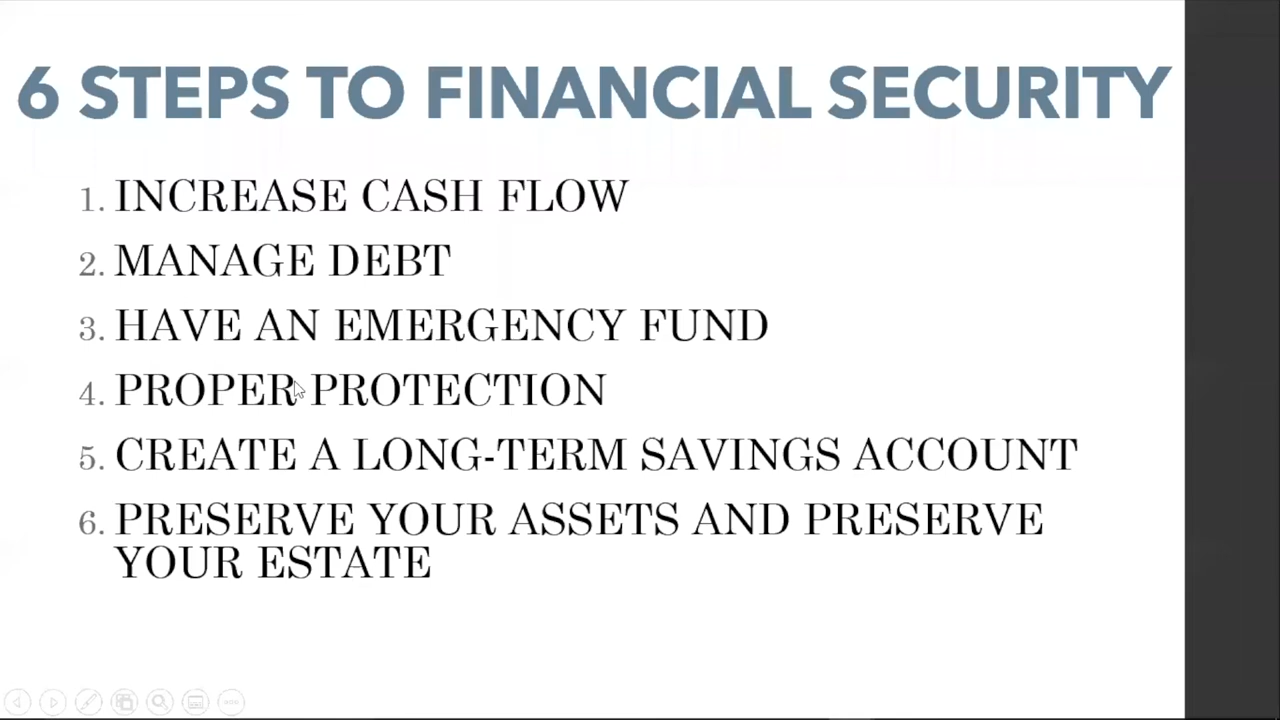 6 STEPS TO FINANCIAL SECURITY
1. INCREASE CASH FLOW
2. MANAGE DEBT
3. HAVE AN EMERGENCY FUND
4. PROPER PROTECTION
5. CREATE A LONG-TERM SAVINGS ACCOUNT
6. PRESERVE YOUR ASSETS AND PRESERVE
YOUR ESTATE